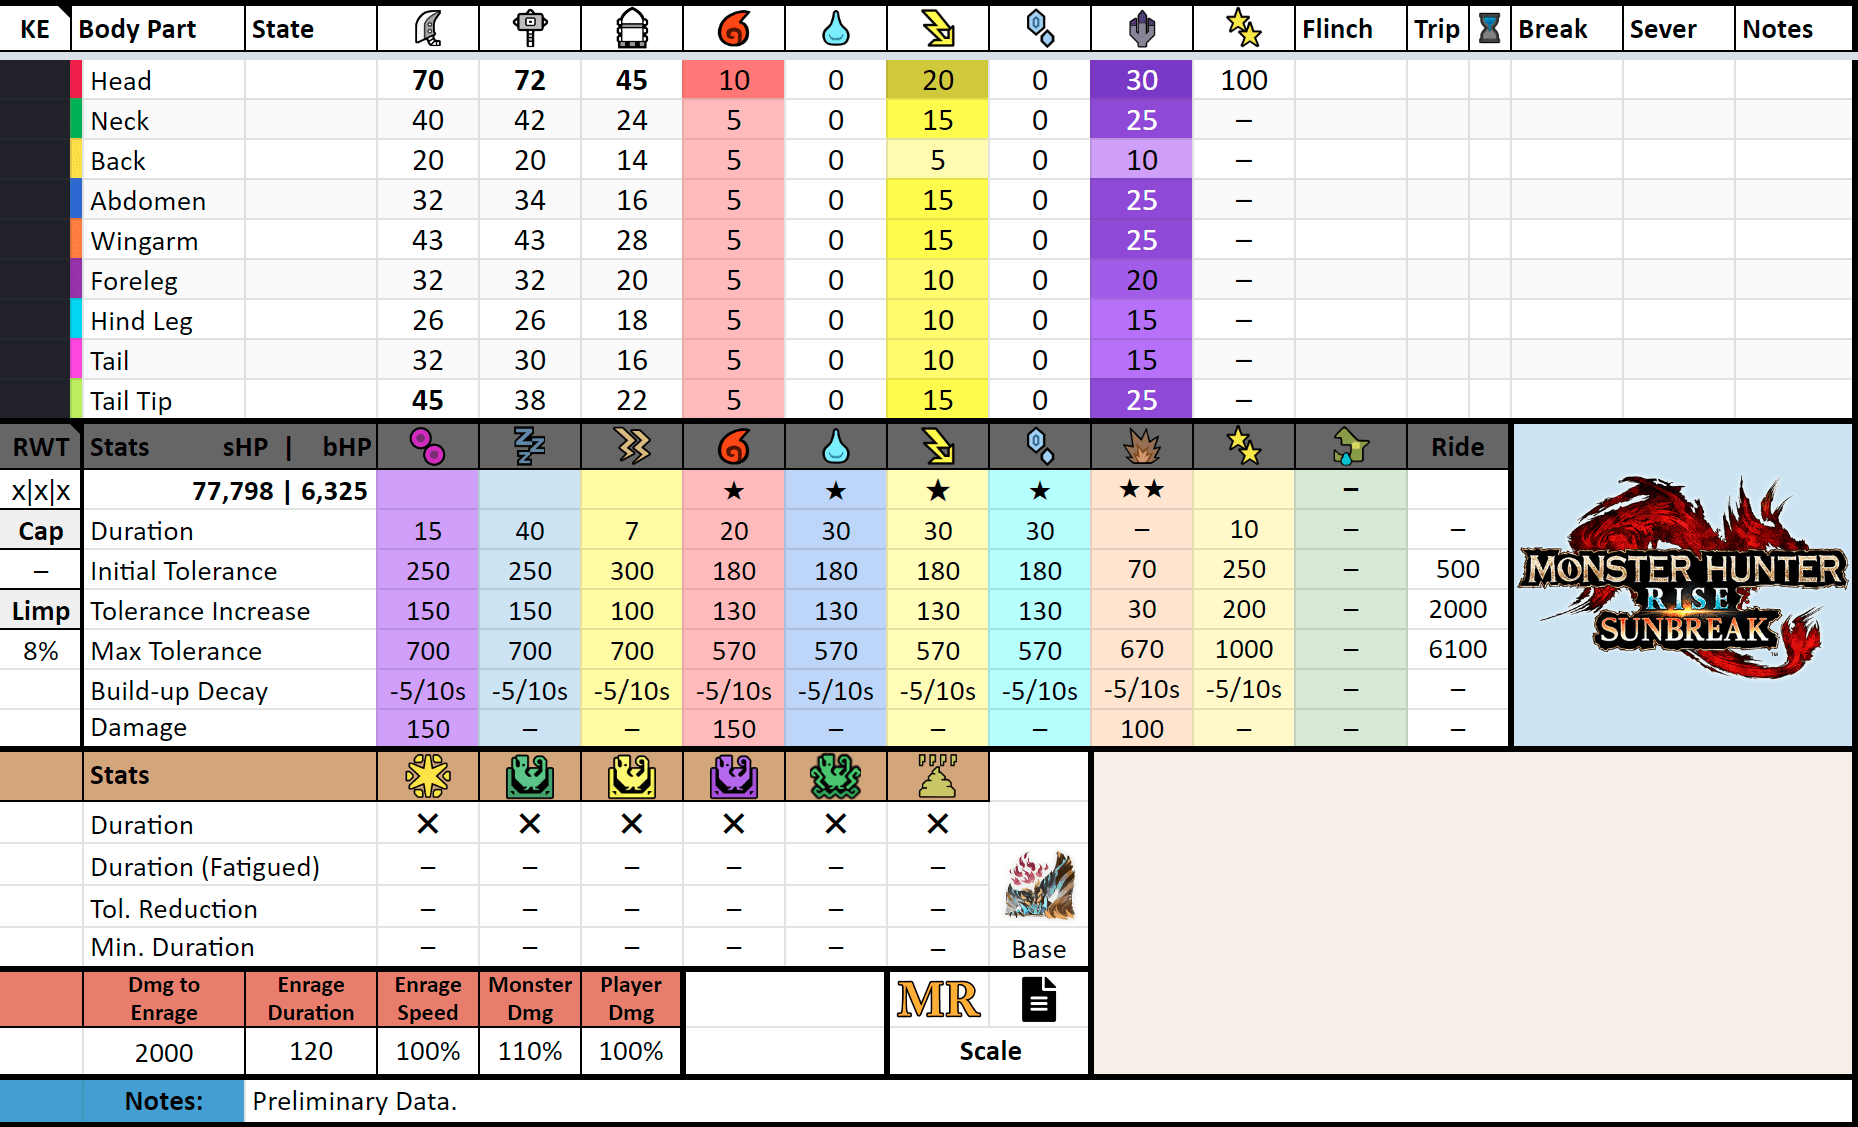 KE Body Part State Flinch Trip Break Sever Notes
Head 70 72 45 10 0 20 0 30 100
Neck 40 42 24 5 0 15 0 25 –
Back 20 20 14 5 0 5 0 10 –
Abdomen 32 34 16 5 0 15 0 25 –
Wingarm 43 43 28 5 0 15 0 25 –
Foreleg 32 32 20 5 0 10 0 20 –
Hind Leg 26 26 18 5 0 10 0 15 –
Tail 32 30 16 5 0 10 0 15 –
Tail Tip 45 38 22 5 0 15 0 25 –
RWT Stats sHP | bHP Ride
x|x|x 77,798 | 6,325 ★ ★ ★ ★ ★★ –
Cap Duration 15 40 7 20 30 30 30 – 10 – –
– Initial Tolerance 250 250 300 180 180 180 180 70 250 – 500
Limp Tolerance Increase 150 150 100 130 130 130 130 30 200 – 2000
8% Max Tolerance 700 700 700 570 570 570 570 670 1000 – 6100
Build-up Decay -5/10s -5/10s -5/10s -5/10s -5/10s -5/10s -5/10s -5/10s -5/10s – –
Damage 150 – – 150 – – – 100 – – –
MONSTER HUNTER
RISE
SUNBREAK
TM
Stats
Duration ✕ ✕ ✕ ✕ ✕ ✕
Duration (Fatigued) – – – – – –
Tol. Reduction – – – – – –
Min. Duration – – – – – –
Base
Dmg to Enrage Enrage Duration Enrage Speed Monster Dmg Player Dmg MR
2000 120 100% 110% 100% Scale
Notes: Preliminary Data.